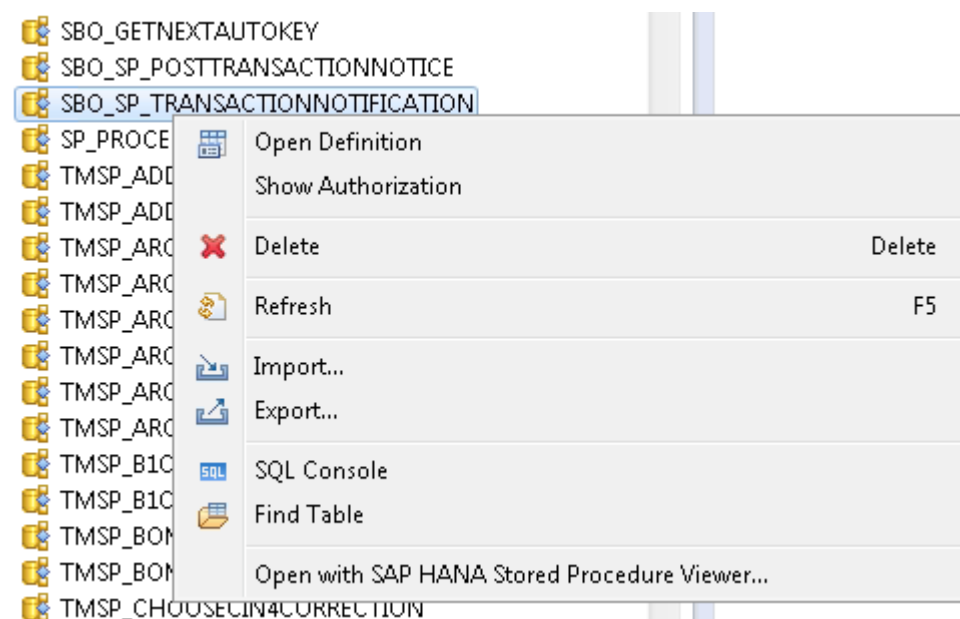 SBO_GETNEXTAUTOKEY
SBO_SP_POSTTRANSACTIONNOTICE
SBO_SP_TRANSACTIONNOTIFICATION
SP_PROCE
Open Definition
TMSP_ADD
Show Authorization
TMSP_ADD
TMSP_ARC
Delete Delete
TMSP_ARC
TMSP_ARC
Refresh F5
TMSP_ARC
Import...
TMSP_ARC
Export...
TMSP_ARC
TMSP_B1C
SQL Console
TMSP_B1C
Find Table
TMSP_BOM
TMSP_BOM
Open with SAP HANA Stored Procedure Viewer...
TMSP_CHOOSECIN4CORRECTION